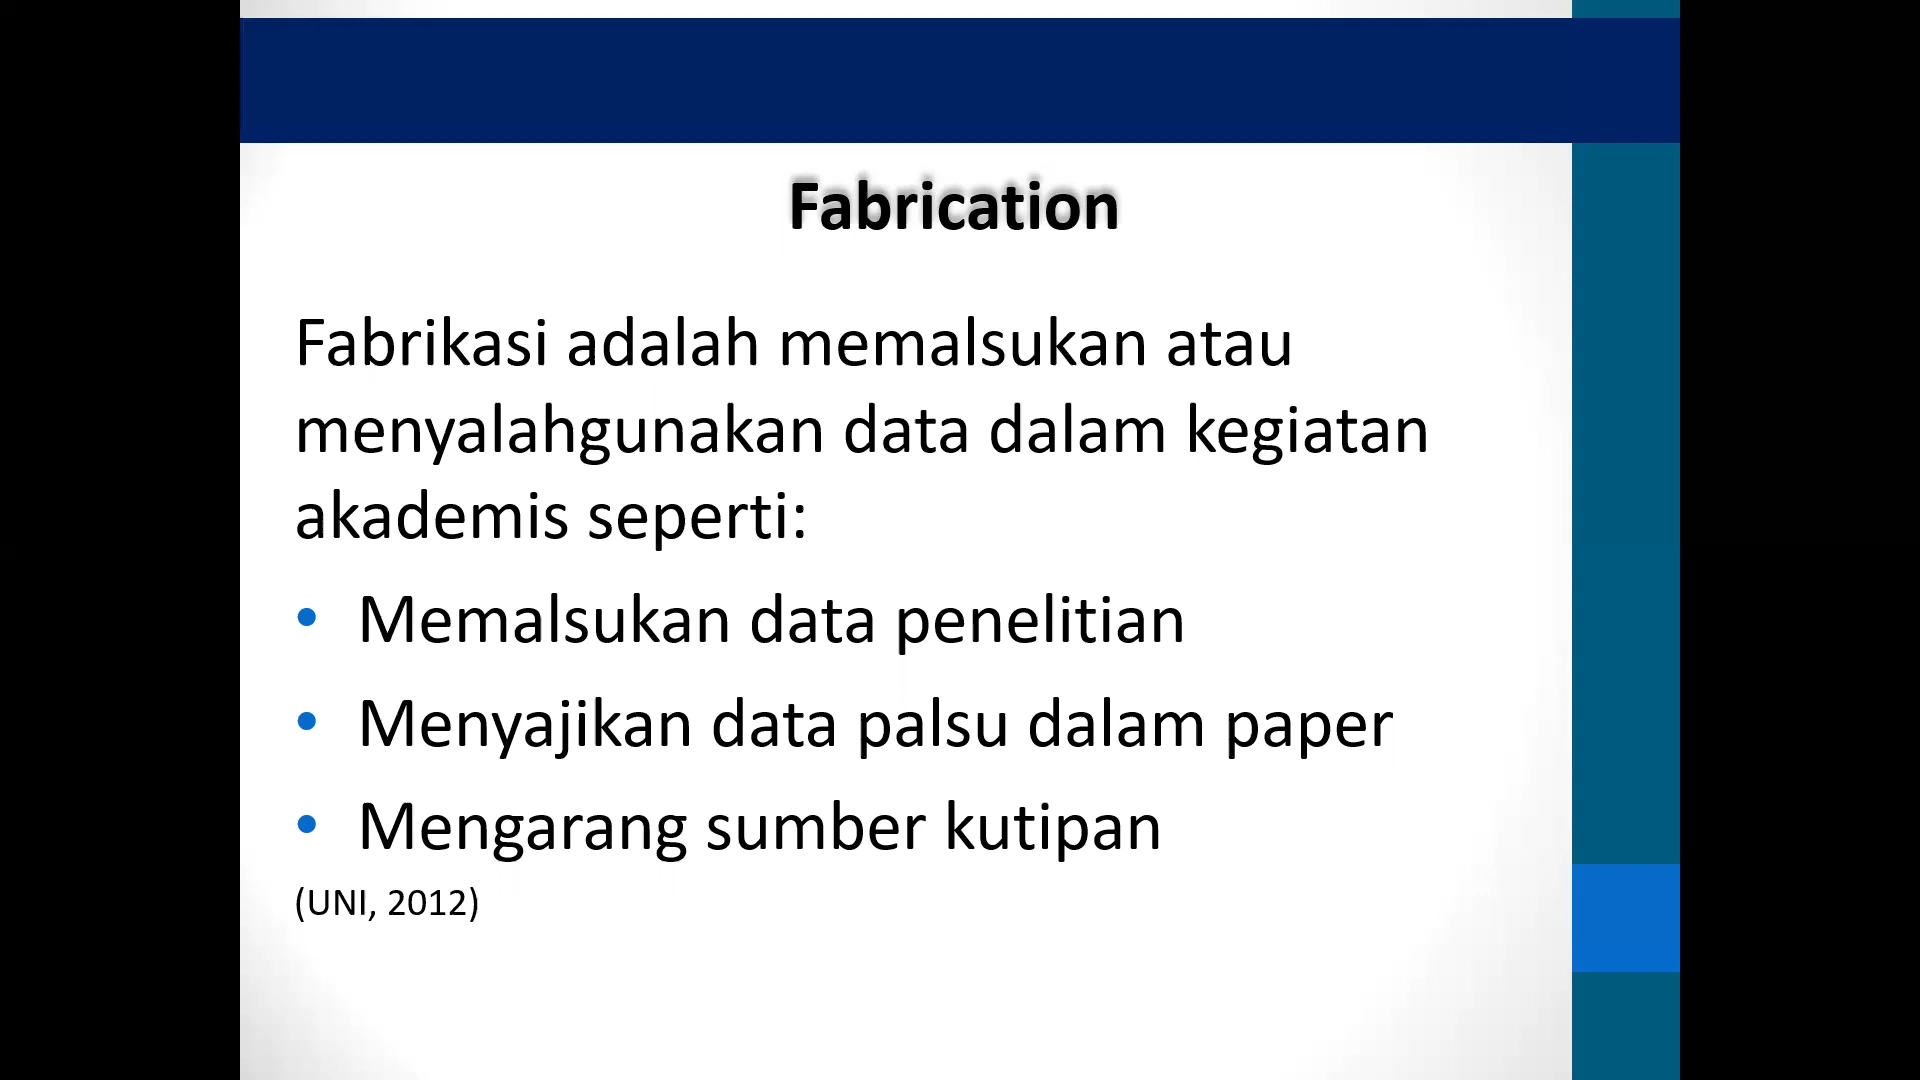 Fabrication
Fabrikasi adalah memalsukan atau
menyalahgunakan data dalam kegiatan
akademis seperti:
• Memalsukan data penelitian
• Menyajikan data palsu dalam paper
• Mengarang sumber kutipan
(UNI, 2012)